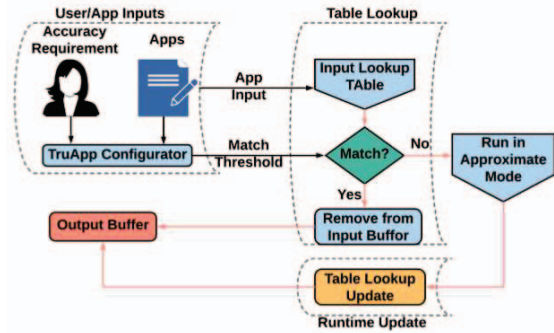 User/App Inputs
Table Lookup
Accuracy
Requirement
Apps
App
Input
Input Lookup
TAble
TruApp Configurator
Match
Threshold
Match?
No
Run in
Approximate
Mode
Yes
Output Buffer
Remove from
Input Buffor
Table Lookup
Update
Runtime Update